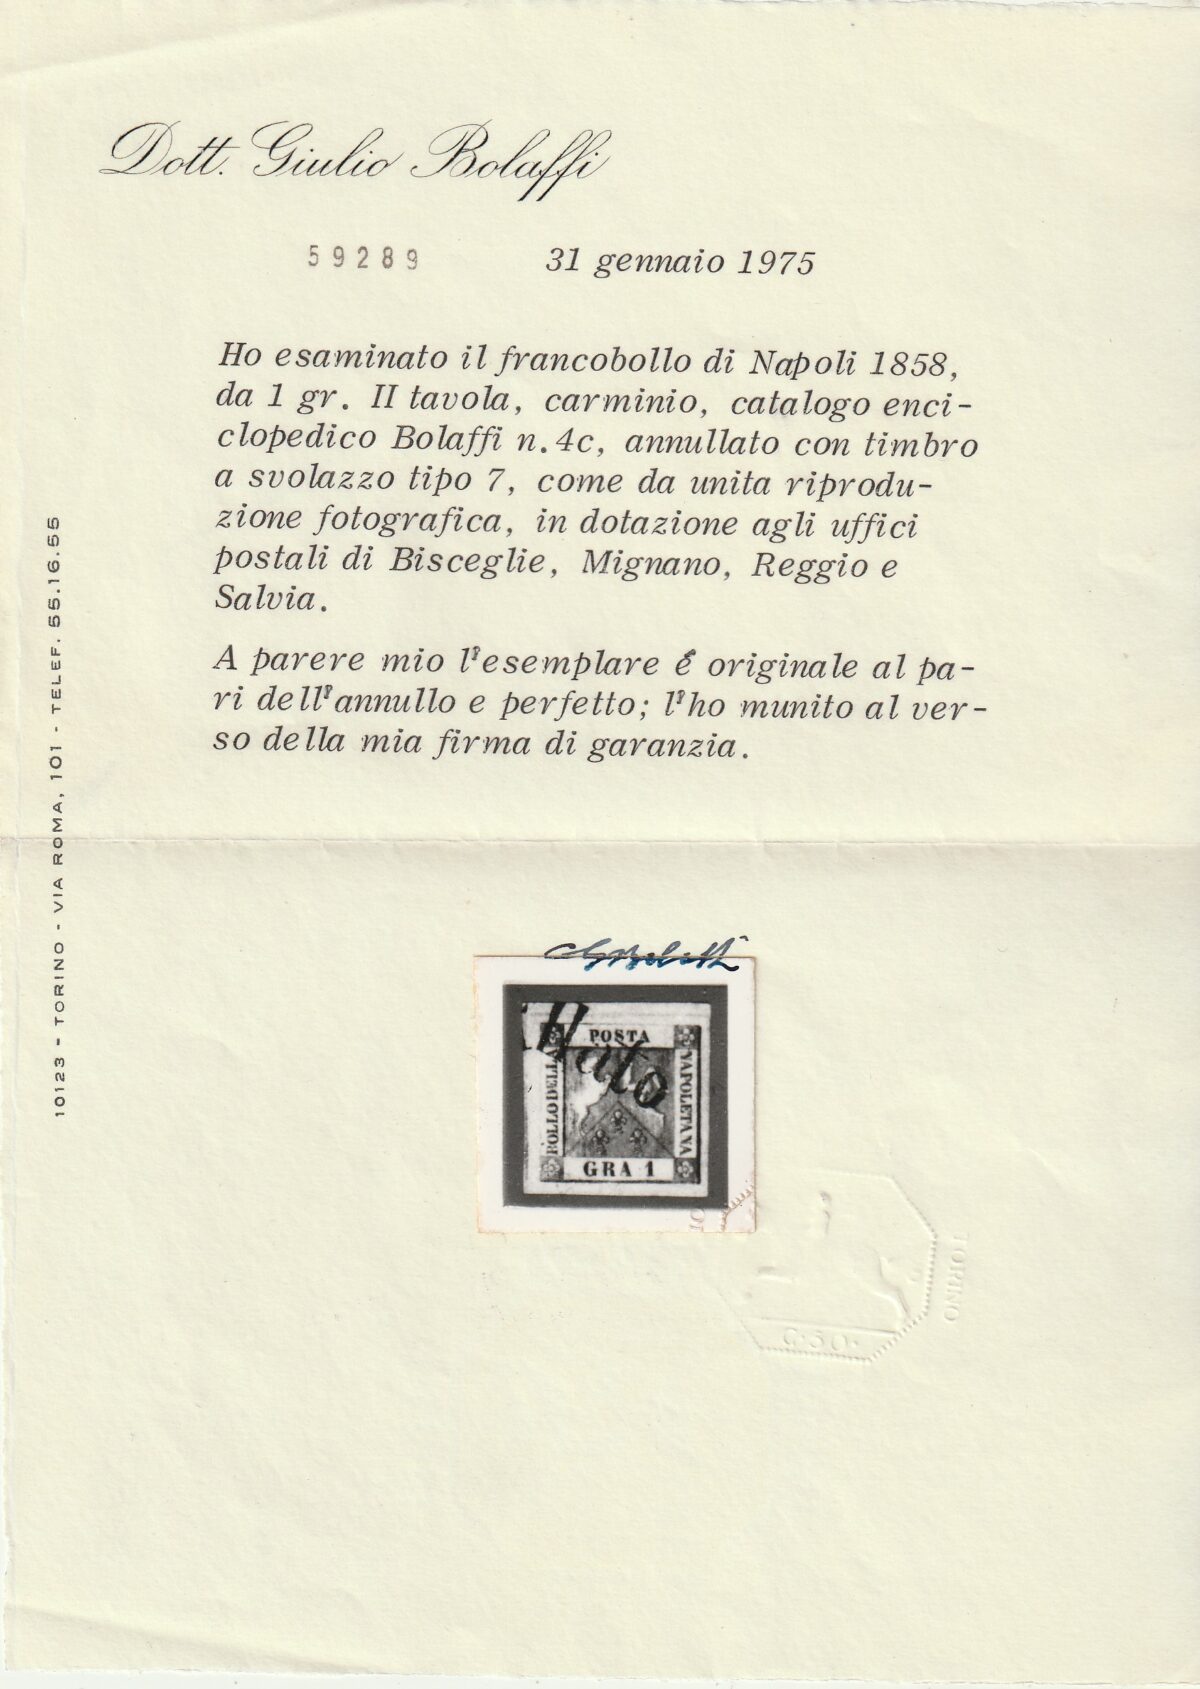 Dott. Giulio Bolaffi
59289
31 gennaio 1975
Ho esaminato il francobollo di Napoli 1858,
da 1 gr. II tavola, carminio, catalogo enci-
clopedico Bolaffi n.4c, annullato con timbro
a svolazzo tipo 7, come da unita riprodu-
zione fotografica, in dotazione agli uffici
postali di Bisceglie, Mignano, Reggio e
Salvia.
A parere mio l'esemplare é originale al pa-
ri dell'annullo e perfetto; l'ho munito al ver-
so della mia firma di garanzia.
10123 - TORINO - VIA ROMA, 101 - TELEF. 55.16.55
POSTA
BOLLO DELLA
NAPOLETANA
GRA 1
llato
TORINO